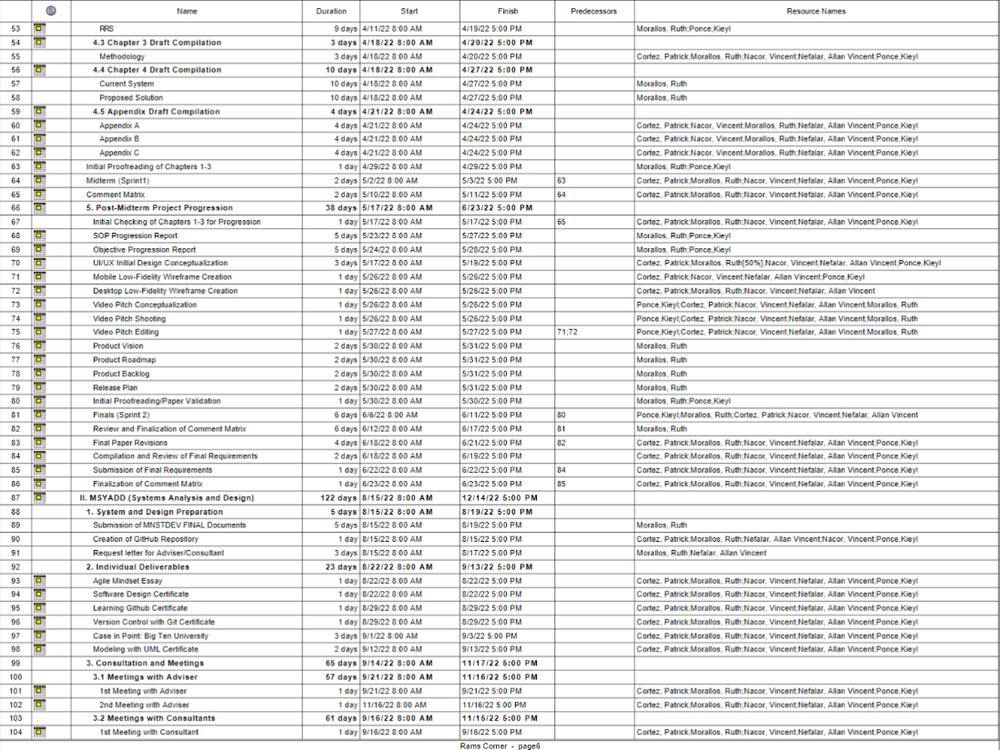 Name Duration Start Finish Predecessors Resource Names
53 RRS 9 days 4/11/22 8:00 AM 4/19/22 5:00 PM Morallos, Ruth;Ponce,Kieyl
54 4.3 Chapter 3 Draft Compilation 3 days 4/18/22 8:00 AM 4/20/22 5:00 PM
55 Methodology 3 days 4/18/22 8:00 AM 4/20/22 5:00 PM Cortez, Patrick;Morallos, Ruth;Nacor, Vincent;Nefalar, Allan Vincent;Ponce,Kieyl
56 4.4 Chapter 4 Draft Compilation 10 days 4/18/22 8:00 AM 4/27/22 5:00 PM
57 Current System 10 days 4/18/22 8:00 AM 4/27/22 5:00 PM Morallos, Ruth
58 Proposed Solution 10 days 4/18/22 8:00 AM 4/27/22 5:00 PM Morallos, Ruth
59 4.5 Appendix Draft Compilation 4 days 4/21/22 8:00 AM 4/24/22 5:00 PM
60 Appendix A 4 days 4/21/22 8:00 AM 4/24/22 5:00 PM Cortez, Patrick;Nacor, Vincent;Morallos, Ruth;Nefalar, Allan Vincent;Ponce,Kieyl
61 Appendix B 4 days 4/21/22 8:00 AM 4/24/22 5:00 PM Cortez, Patrick;Nacor, Vincent;Morallos, Ruth;Nefalar, Allan Vincent;Ponce,Kieyl
62 Appendix C 4 days 4/21/22 8:00 AM 4/24/22 5:00 PM Cortez, Patrick;Nacor, Vincent;Morallos, Ruth;Nefalar, Allan Vincent;Ponce,Kieyl
63 Initial Proofreading of Chapters 1-3 1 day 4/29/22 8:00 AM 4/29/22 5:00 PM Morallos, Ruth;Ponce,Kieyl
64 Midterm (Sprint1) 2 days 5/2/22 8:00 AM 5/3/22 5:00 PM 63 Cortez, Patrick;Morallos, Ruth;Nacor, Vincent;Nefalar, Allan Vincent;Ponce,Kieyl
65 Comment Matrix 2 days 5/10/22 8:00 AM 5/11/22 5:00 PM 64 Cortez, Patrick;Morallos, Ruth;Nacor, Vincent;Nefalar, Allan Vincent;Ponce,Kieyl
66 5. Post-Midterm Project Progression 38 days 5/17/22 8:00 AM 6/23/22 5:00 PM
67 Initial Checking of Chapters 1-3 for Progression 1 day 5/17/22 8:00 AM 5/17/22 5:00 PM 65 Cortez, Patrick;Morallos, Ruth;Nacor, Vincent;Nefalar, Allan Vincent;Ponce,Kieyl
68 SOP Progression Report 5 days 5/23/22 8:00 AM 5/27/22 5:00 PM Morallos, Ruth;Ponce,Kieyl
69 Objective Progression Report 5 days 5/24/22 8:00 AM 5/28/22 5:00 PM Morallos, Ruth;Ponce,Kieyl
70 UI/UX Initial Design Conceptualization 3 days 5/17/22 8:00 AM 5/19/22 5:00 PM Cortez, Patrick;Morallos, Ruth[50%];Nacor, Vincent;Nefalar, Allan Vincent;Ponce,Kieyl
71 Mobile Low-Fidelity Wireframe Creation 1 day 5/26/22 8:00 AM 5/26/22 5:00 PM Cortez, Patrick;Nacor, Vincent;Nefalar, Allan Vincent;Ponce,Kieyl
72 Desktop Low-Fidelity Wireframe Creation 1 day 5/26/22 8:00 AM 5/26/22 5:00 PM Cortez, Patrick;Morallos, Ruth;Nacor, Vincent;Nefalar, Allan Vincent
73 Video Pitch Conceptualization 1 day 5/26/22 8:00 AM 5/26/22 5:00 PM Ponce,Kieyl;Cortez, Patrick;Nacor, Vincent;Nefalar, Allan Vincent;Morallos, Ruth
74 Video Pitch Shooting 1 day 5/26/22 8:00 AM 5/26/22 5:00 PM Ponce,Kieyl;Cortez, Patrick;Nacor, Vincent;Nefalar, Allan Vincent;Morallos, Ruth
75 Video Pitch Editing 1 day 5/27/22 8:00 AM 5/27/22 5:00 PM 71;72 Ponce,Kieyl;Cortez, Patrick;Nacor, Vincent;Nefalar, Allan Vincent;Morallos, Ruth
76 Product Vision 2 days 5/30/22 8:00 AM 5/31/22 5:00 PM Morallos, Ruth
77 Product Roadmap 2 days 5/30/22 8:00 AM 5/31/22 5:00 PM Morallos, Ruth
78 Product Backlog 2 days 5/30/22 8:00 AM 5/31/22 5:00 PM Morallos, Ruth
79 Release Plan 2 days 5/30/22 8:00 AM 5/31/22 5:00 PM Morallos, Ruth
80 Initial Proofreading/Paper Validation 1 day 5/30/22 8:00 AM 5/30/22 5:00 PM Morallos, Ruth;Ponce,Kieyl
81 Finals (Sprint 2) 6 days 6/6/22 8:00 AM 6/11/22 5:00 PM 80 Ponce,Kieyl;Morallos, Ruth;Cortez, Patrick;Nacor, Vincent;Nefalar, Allan Vincent
82 Review and Finalization of Comment Matrix 6 days 6/12/22 8:00 AM 6/17/22 5:00 PM 81 Morallos, Ruth
83 Final Paper Revisions 4 days 6/18/22 8:00 AM 6/21/22 5:00 PM 82 Cortez, Patrick;Morallos, Ruth;Nacor, Vincent;Nefalar, Allan Vincent;Ponce,Kieyl
84 Compilation and Review of Final Requirements 2 days 6/18/22 8:00 AM 6/19/22 5:00 PM Cortez, Patrick;Morallos, Ruth;Nacor, Vincent;Nefalar, Allan Vincent;Ponce,Kieyl
85 Submission of Final Requirements 1 day 6/22/22 8:00 AM 6/22/22 5:00 PM 84 Cortez, Patrick;Morallos, Ruth;Nacor, Vincent;Nefalar, Allan Vincent;Ponce,Kieyl
86 Finalization of Comment Matrix 1 day 6/23/22 8:00 AM 6/23/22 5:00 PM 85 Cortez, Patrick;Morallos, Ruth;Nacor, Vincent;Nefalar, Allan Vincent;Ponce,Kieyl
87 II. MSYADD (Systems Analysis and Design) 122 days 8/15/22 8:00 AM 12/14/22 5:00 PM
88 1. System and Design Preparation 5 days 8/15/22 8:00 AM 8/19/22 5:00 PM
89 Submission of MNSTDEV FINAL Documents 5 days 8/15/22 8:00 AM 8/19/22 5:00 PM Morallos, Ruth
90 Creation of GitHub Repository 1 day 8/15/22 8:00 AM 8/15/22 5:00 PM Cortez, Patrick;Morallos, Ruth;Nefalar, Allan Vincent;Nacor, Vincent;Ponce,Kieyl
91 Request letter for Adviser/Consultant 3 days 8/15/22 8:00 AM 8/17/22 5:00 PM Morallos, Ruth;Nefalar, Allan Vincent
92 2. Individual Deliverables 23 days 8/22/22 8:00 AM 9/13/22 5:00 PM
93 Agile Mindset Essay 1 day 8/22/22 8:00 AM 8/22/22 5:00 PM Cortez, Patrick;Morallos, Ruth;Nacor, Vincent;Nefalar, Allan Vincent;Ponce,Kieyl
94 Software Design Certificate 1 day 8/22/22 8:00 AM 8/22/22 5:00 PM Cortez, Patrick;Morallos, Ruth;Nacor, Vincent;Nefalar, Allan Vincent;Ponce,Kieyl
95 Learning Github Certificate 1 day 8/29/22 8:00 AM 8/29/22 5:00 PM Cortez, Patrick;Morallos, Ruth;Nacor, Vincent;Nefalar, Allan Vincent;Ponce,Kieyl
96 Version Control with Git Certificate 1 day 8/29/22 8:00 AM 8/29/22 5:00 PM Cortez, Patrick;Morallos, Ruth;Nacor, Vincent;Nefalar, Allan Vincent;Ponce,Kieyl
97 Case in Point: Big Ten University 3 days 9/1/22 8:00 AM 9/3/22 5:00 PM Cortez, Patrick;Morallos, Ruth;Nacor, Vincent;Nefalar, Allan Vincent;Ponce,Kieyl
98 Modeling with UML Certificate 2 days 9/12/22 8:00 AM 9/13/22 5:00 PM Cortez, Patrick;Morallos, Ruth;Nacor, Vincent;Nefalar, Allan Vincent;Ponce,Kieyl
99 3. Consultation and Meetings 65 days 9/14/22 8:00 AM 11/17/22 5:00 PM
100 3.1 Meetings with Adviser 57 days 9/21/22 8:00 AM 11/16/22 5:00 PM
101 1st Meeting with Adviser 1 day 9/21/22 8:00 AM 9/21/22 5:00 PM Cortez, Patrick;Morallos, Ruth;Nacor, Vincent;Nefalar, Allan Vincent;Ponce,Kieyl
102 2nd Meeting with Adviser 1 day 11/16/22 8:00 AM 11/16/22 5:00 PM Cortez, Patrick;Morallos, Ruth;Nacor, Vincent;Nefalar, Allan Vincent;Ponce,Kieyl
103 3.2 Meetings with Consultants 61 days 9/16/22 8:00 AM 11/15/22 5:00 PM
104 1st Meeting with Consultant 1 day 9/16/22 8:00 AM 9/16/22 5:00 PM Cortez, Patrick;Morallos, Ruth;Nacor, Vincent;Nefalar, Allan Vincent;Ponce,Kieyl
Rams Corner - page6